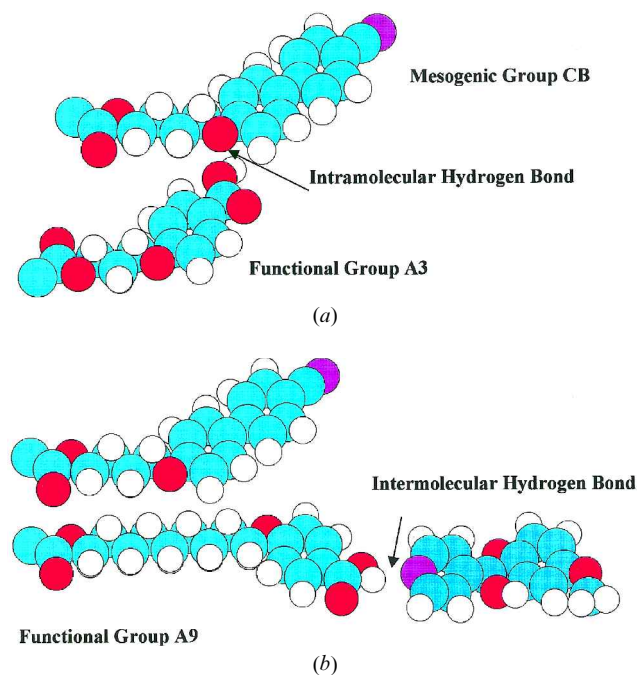 Mesogenic Group CB
Intramolecular Hydrogen Bond
Functional Group A3
(a)
Intermolecular Hydrogen Bond
Functional Group A9
(b)